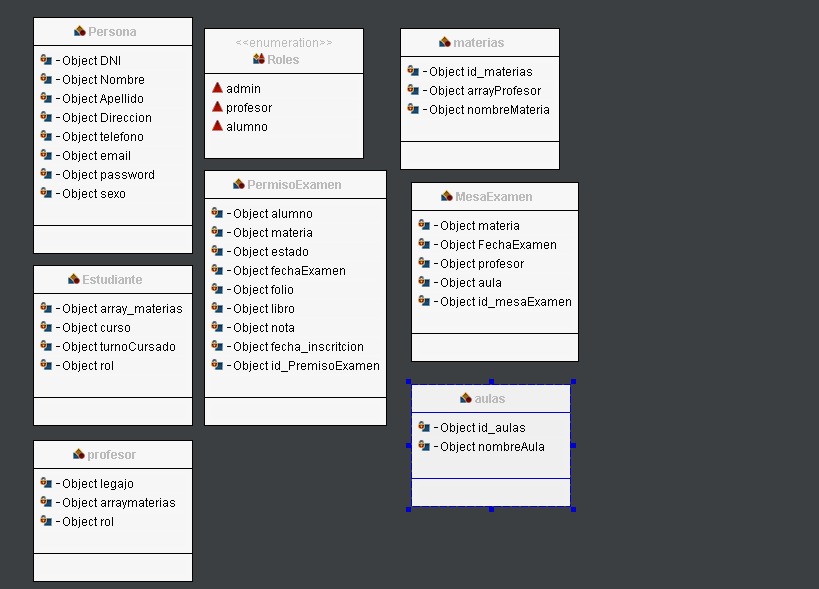 Persona
-Object DNI
-Object Nombre
-Object Apellido
-Object Direccion
-Object telefono
-Object email
-Object password
-Object sexo
<<enumeration>>
Roles
admin
profesor
alumno
materias
-Object id_materias
-Object arrayProfesor
-Object nombreMateria
PermisoExamen
-Object alumno
-Object materia
-Object estado
-Object fechaExamen
-Object folio
-Object libro
-Object nota
-Object fecha_inscritcion
-Object id_PremisoExamen
MesaExamen
-Object materia
-Object FechaExamen
-Object profesor
-Object aula
-Object id_mesaExamen
Estudiante
-Object array_materias
-Object curso
-Object turnoCursado
-Object rol
aulas
-Object id_aulas
-Object nombreAula
profesor
-Object legajo
-Object arraymaterias
-Object rol